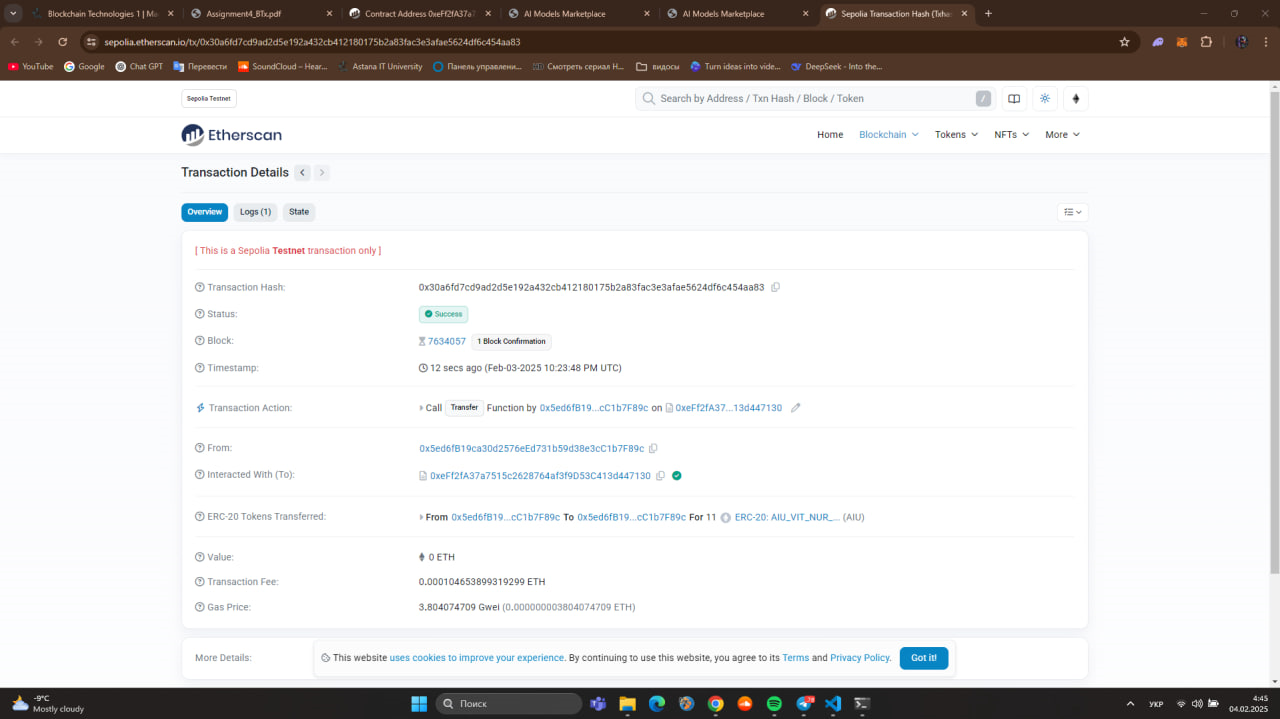 Blockchain Technologies 1 | Ma
Assignment4_BTx.pdf
Contract Address 0xeFf2fA37a7
AI Models Marketplace
AI Models Marketplace
Sepolia Transaction Hash (Txhas
sepolia.etherscan.io/tx/0x30a6fd7cd9ad2d5e192a432cb412180175b2a83fac3e3afae5624df6c454aa83
YouTube
Google
Chat GPT
Перевести
SoundCloud – Hear...
Astana IT University
Панель управлени...
Смотреть сериал Н...
видосы
Turn ideas into vide...
DeepSeek - Into the...
Sepolia Testnet
Search by Address / Txn Hash / Block / Token
/
Etherscan
Home
Blockchain
Tokens
NFTs
More
Transaction Details
Overview
Logs (1)
State
[ This is a Sepolia Testnet transaction only ]
Transaction Hash:
0x30a6fd7cd9ad2d5e192a432cb412180175b2a83fac3e3afae5624df6c454aa83
Status:
Success
Block:
7634057
1 Block Confirmation
Timestamp:
12 secs ago (Feb-03-2025 10:23:48 PM UTC)
Transaction Action:
Call Transfer Function by 0x5ed6fB19...cC1b7F89c on 0xeFf2fA37...13d447130
From:
0x5ed6fB19ca30d2576eEd731b59d38e3cC1b7F89c
Interacted With (To):
0xeFf2fA37a7515c2628764af3f9D53C413d447130
ERC-20 Tokens Transferred:
From 0x5ed6fB19...cC1b7F89c To 0x5ed6fB19...cC1b7F89c For 11 ERC-20: AIU_VIT_NUR_... (AIU)
Value:
0 ETH
Transaction Fee:
0.000104653899319299 ETH
Gas Price:
3.804074709 Gwei (0.000000003804074709 ETH)
More Details:
This website uses cookies to improve your experience. By continuing to use this website, you agree to its Terms and Privacy Policy.
Got it!
-9°C
Mostly cloudy
Поиск
УКР
4:45
04.02.2025